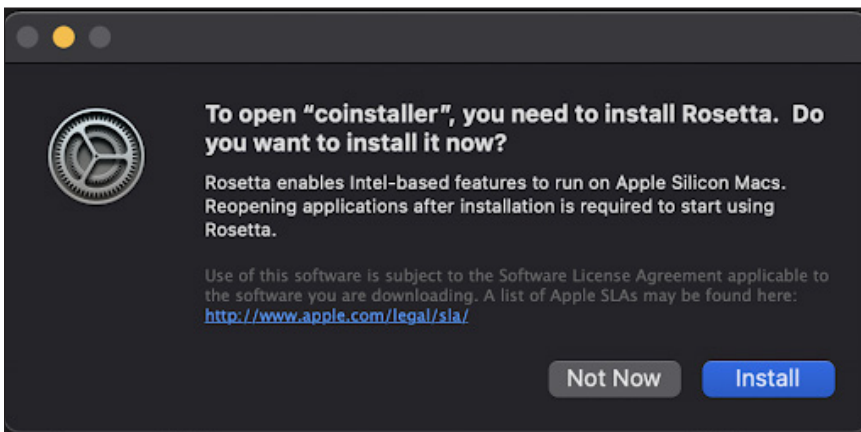 To open “coinstaller”, you need to install Rosetta.  Do
you want to install it now?
Rosetta enables Intel-based features to run on Apple Silicon Macs.
Reopening applications after installation is required to start using
Rosetta.
Use of this software is subject to the Software License Agreement applicable to
the software you are downloading. A list of Apple SLAs may be found here:
http://www.apple.com/legal/sla/
Not Now
Install